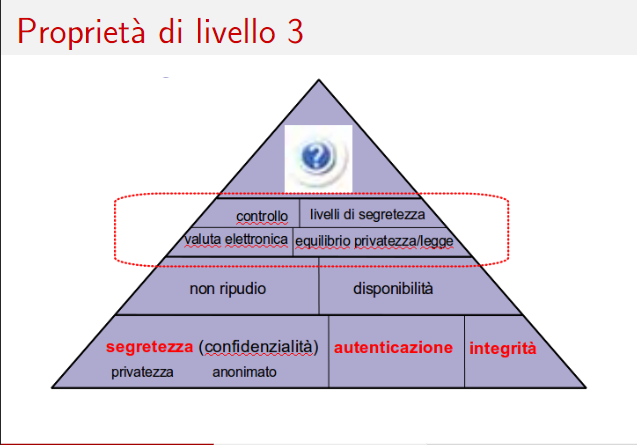 Proprietà di livello 3
?
controllo livelli di segretezza
valuta elettronica equilibrio privatezza/legge
non ripudio disponibilità
segretezza (confidenzialità) autenticazione integrità
privatezza anonimato